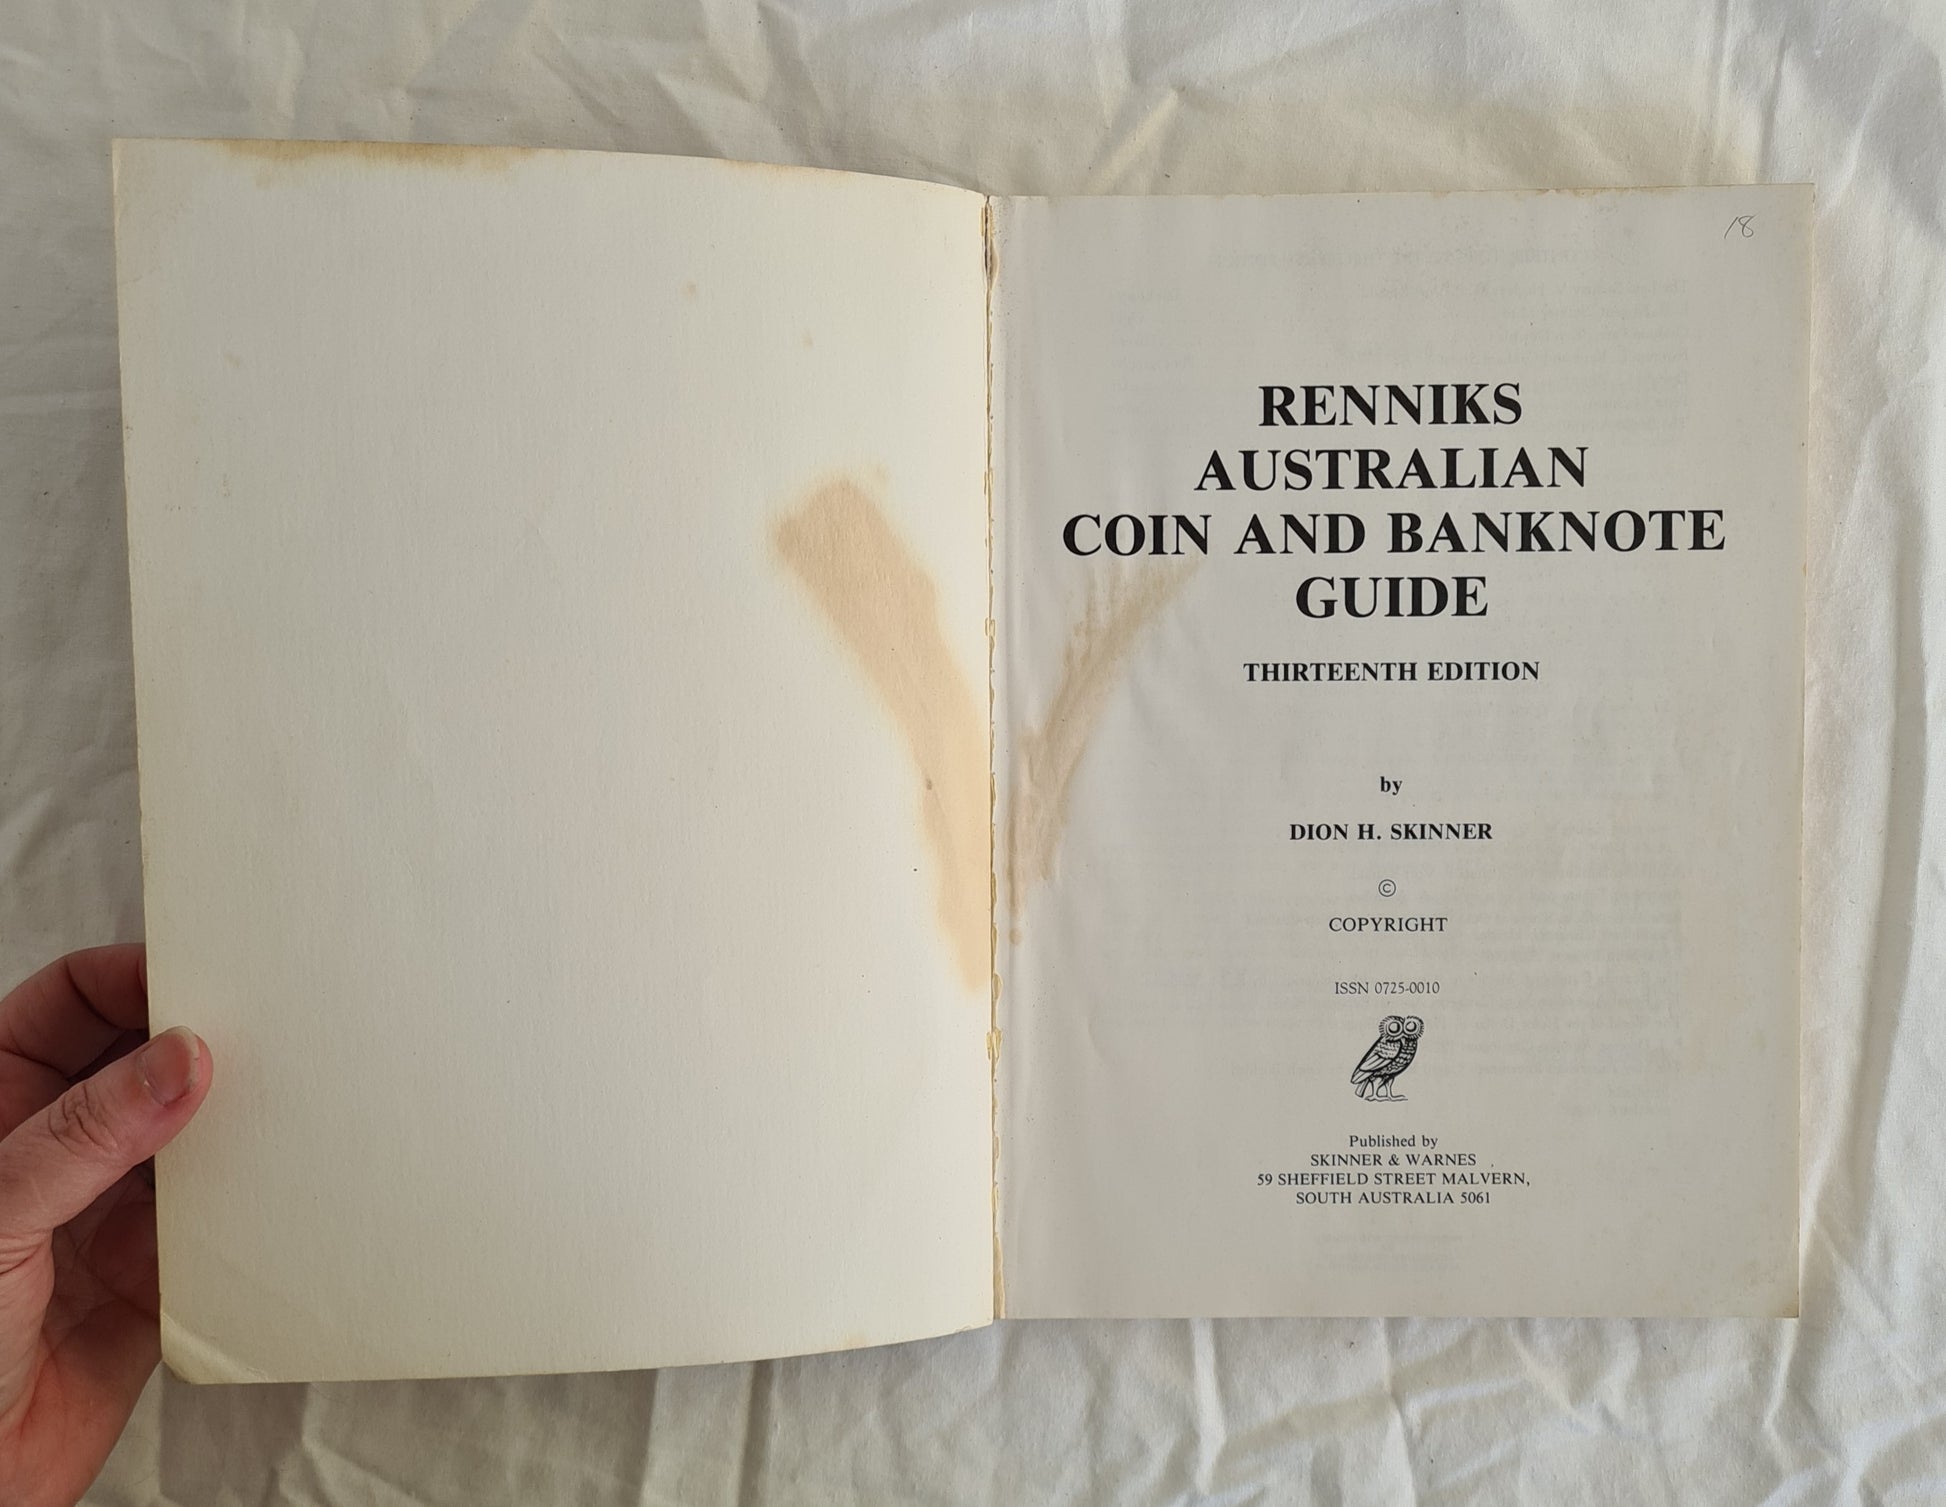 18
RENNIKS
AUSTRALIAN
COIN AND BANKNOTE
GUIDE
THIRTEENTH EDITION
by
DION H. SKINNER
©
COPYRIGHT
ISSN 0725-0010
Published by
SKINNER & WARNES
59 SHEFFIELD STREET MALVERN,
SOUTH AUSTRALIA 5061